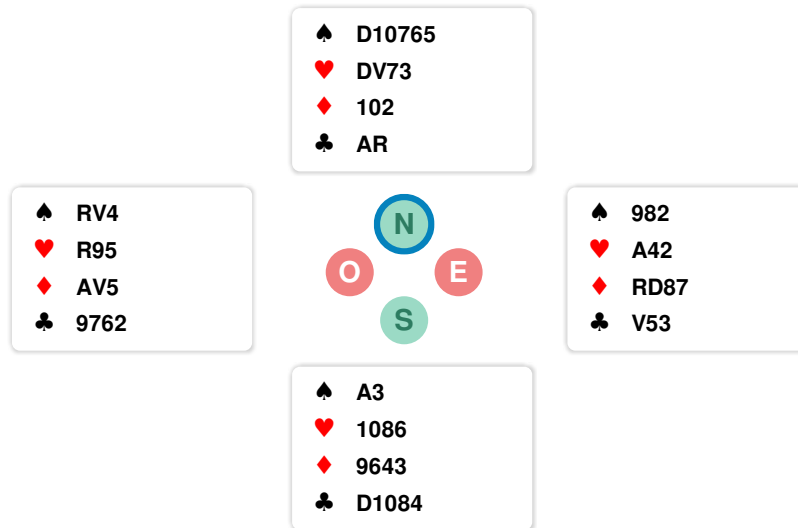 ♠ D10765
♥ DV73
♦ 102
♣ AR
♠ RV4
♥ R95
♦ AV5
♣ 9762
N
O E
S
♠ 982
♥ A42
♦ RD87
♣ V53
♠ A3
♥ 1086
♦ 9643
♣ D1084